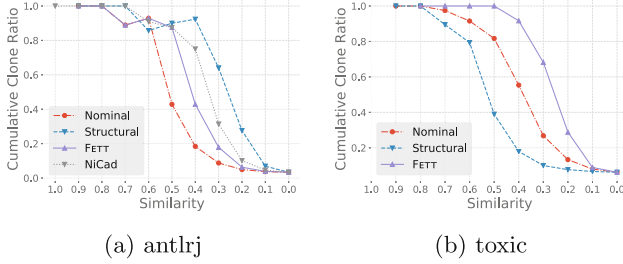 Cumulative Clone Ratio
1.0
0.8
0.6
0.4
0.2
0.0
Nominal
Structural
FETT
NiCad
1.0 0.9 0.8 0.7 0.6 0.5 0.4 0.3 0.2 0.1 0.0
Similarity
(a) antlrj
Cumulative Clone Ratio
1.0
0.8
0.6
0.4
0.2
Nominal
Structural
FETT
1.0 0.9 0.8 0.7 0.6 0.5 0.4 0.3 0.2 0.1 0.0
Similarity
(b) toxic